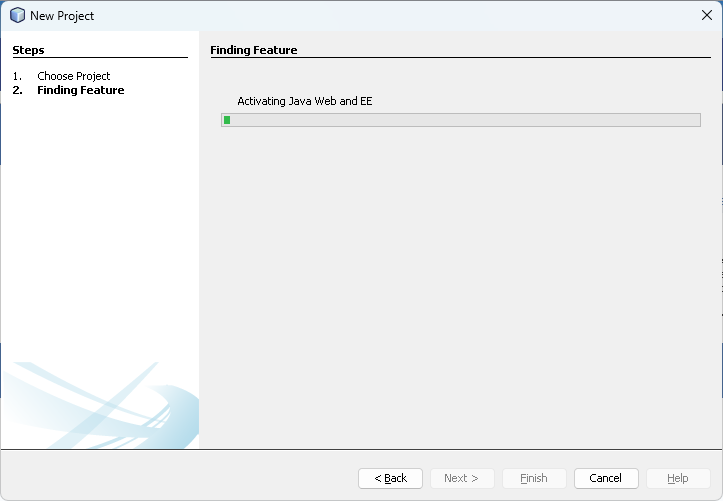 New Project
Steps
1. Choose Project
2. Finding Feature
Finding Feature
Activating Java Web and EE
< Back
Next >
Finish
Cancel
Help